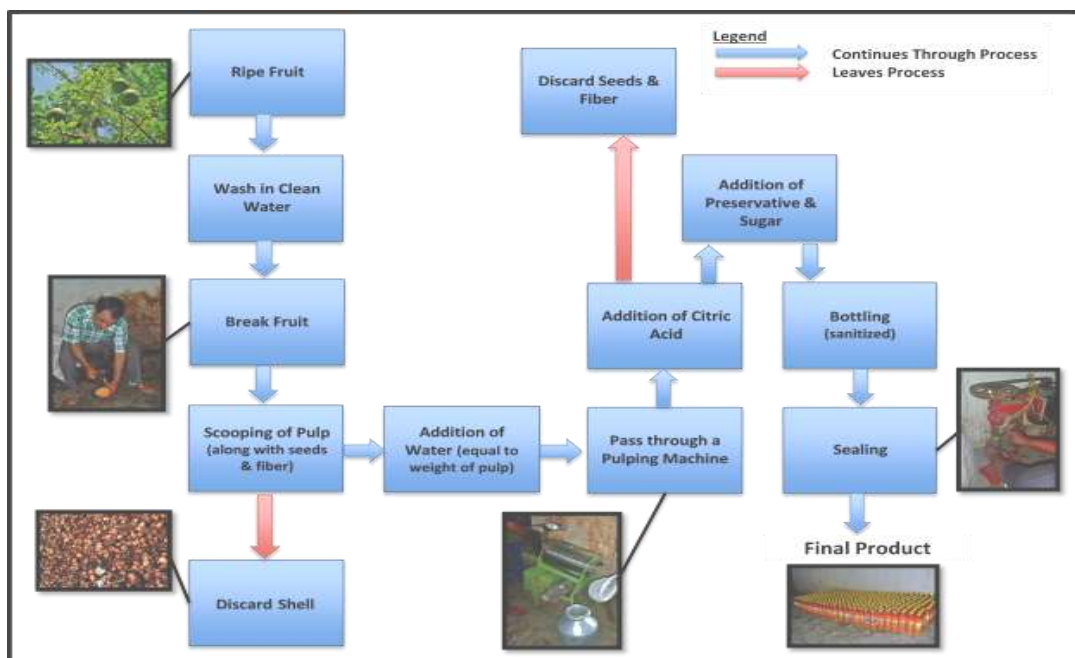 Legend
Continues Through Process
Leaves Process
Ripe Fruit
Wash in Clean
Water
Break Fruit
Scooping of Pulp
(along with seeds
& fiber)
Discard Shell
Addition of
Water (equal to
weight of pulp)
Pass through a
Pulping Machine
Addition of Citric
Acid
Discard Seeds &
Fiber
Addition of
Preservative &
Sugar
Bottling
(sanitized)
Sealing
Final Product